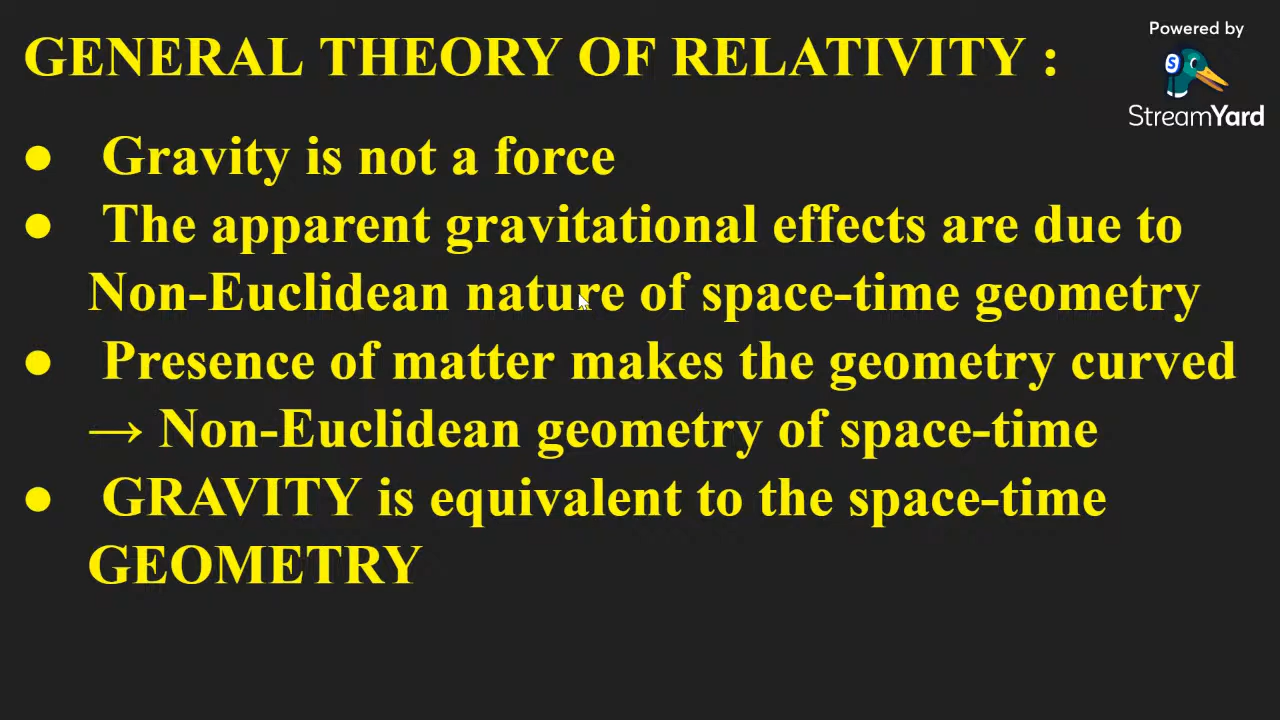 GENERAL THEORY OF RELATIVITY :
Powered by
S
StreamYard
● Gravity is not a force
● The apparent gravitational effects are due to
Non-Euclidean nature of space-time geometry
● Presence of matter makes the geometry curved
→ Non-Euclidean geometry of space-time
● GRAVITY is equivalent to the space-time
GEOMETRY